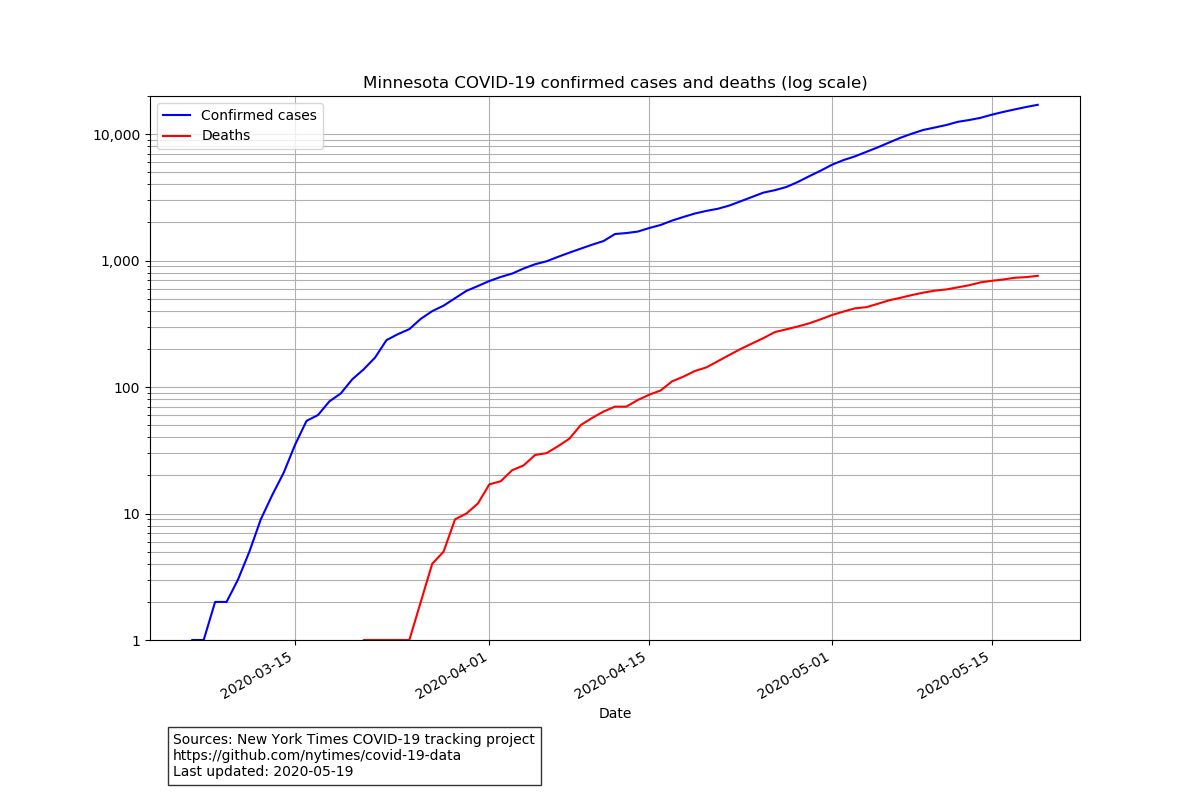 Minnesota COVID-19 confirmed cases and deaths (log scale)
Confirmed cases
Deaths
10,000
1,000
100
10
1
2020-03-15
2020-04-01
2020-04-15
2020-05-01
2020-05-15
Date
Sources: New York Times COVID-19 tracking project
https://github.com/nytimes/covid-19-data
Last updated: 2020-05-19